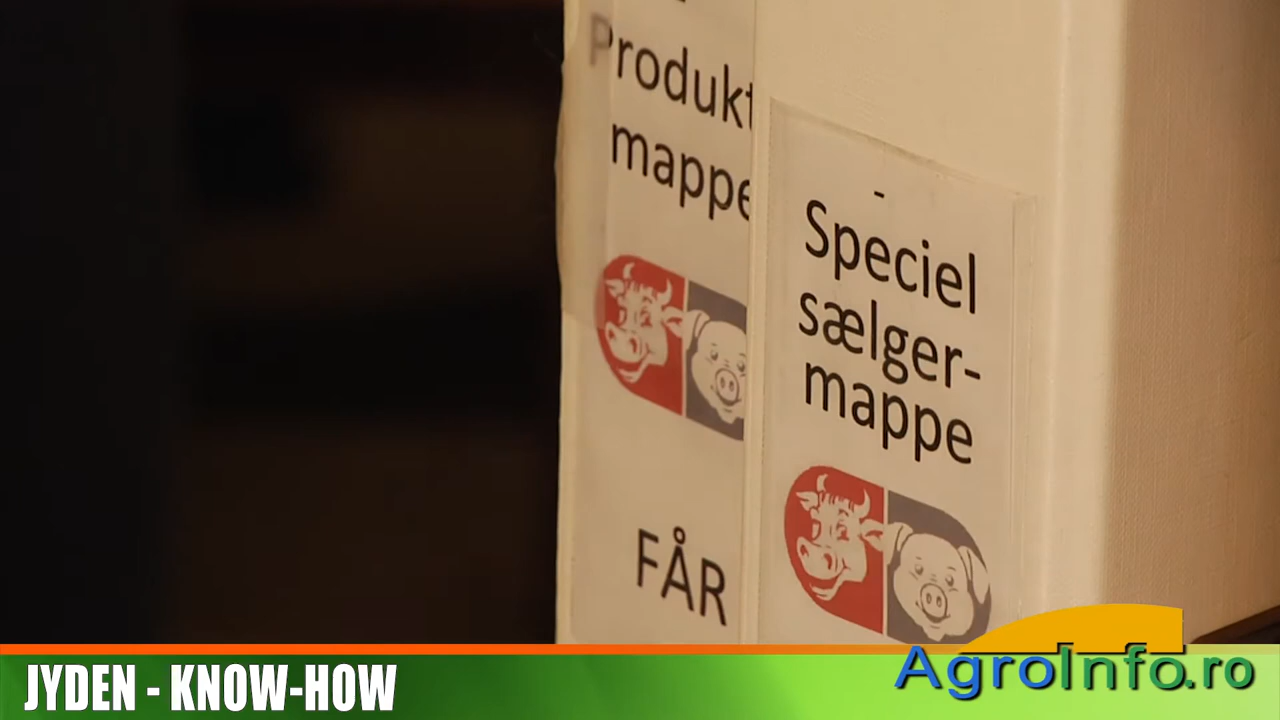 Produkt
mappe
FÅR
-
Speciel
sælger-
mappe
JYDEN - KNOW-HOW
AgroInfo.ro